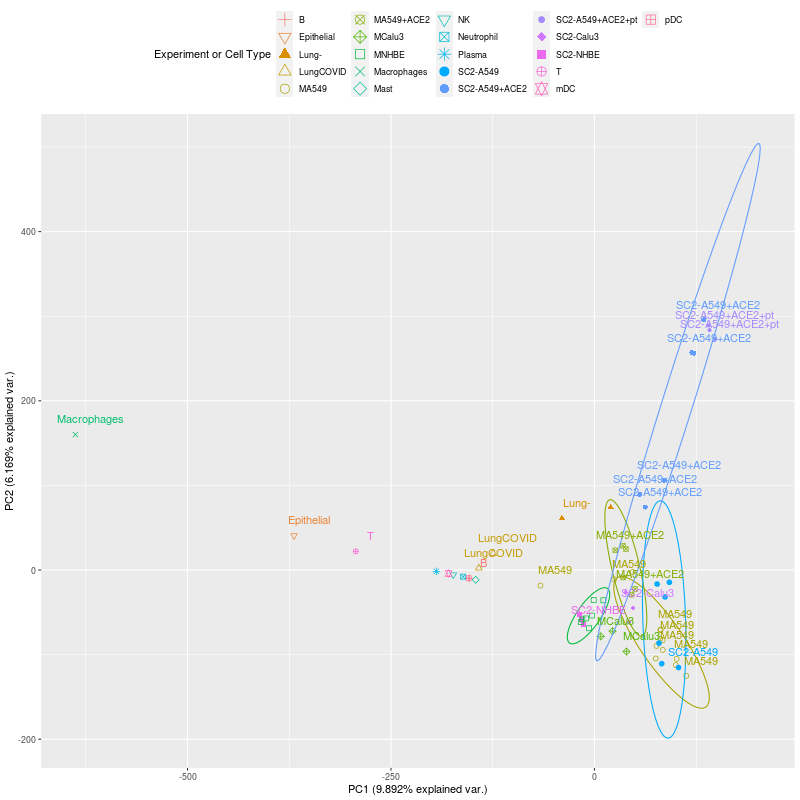 Experiment or Cell Type
B
Epithelial
Lung-
LungCOVID
MA549
MA549+ACE2
MCalu3
MNHBE
Macrophages
Mast
NK
Neutrophil
Plasma
SC2-A549
SC2-A549+ACE2
SC2-A549+ACE2+pt
SC2-Calu3
SC2-NHBE
T
mDC
pDC
PC2 (6.169% explained var.)
400
200
0
-200
SC2-A549+ACE2
SC2-A549+ACE2+pt
SC2-A549+ACE2+pt
SC2-A549+ACE2
Macrophages
SC2-A549+ACE2
SC2-A549+ACE2
SC2-A549+ACE2
Lung-
Epithelial
T
LungCOVID
MA549+ACE2
LungCOVID
B
MA549
MA549
MA549+ACE2
SC2-Calu3
SC2-NHBE
MA549
MCalu3
MA549
MCalu3
MA549
MA549
SC2-A549
MA549
-500
-250
0
PC1 (9.892% explained var.)